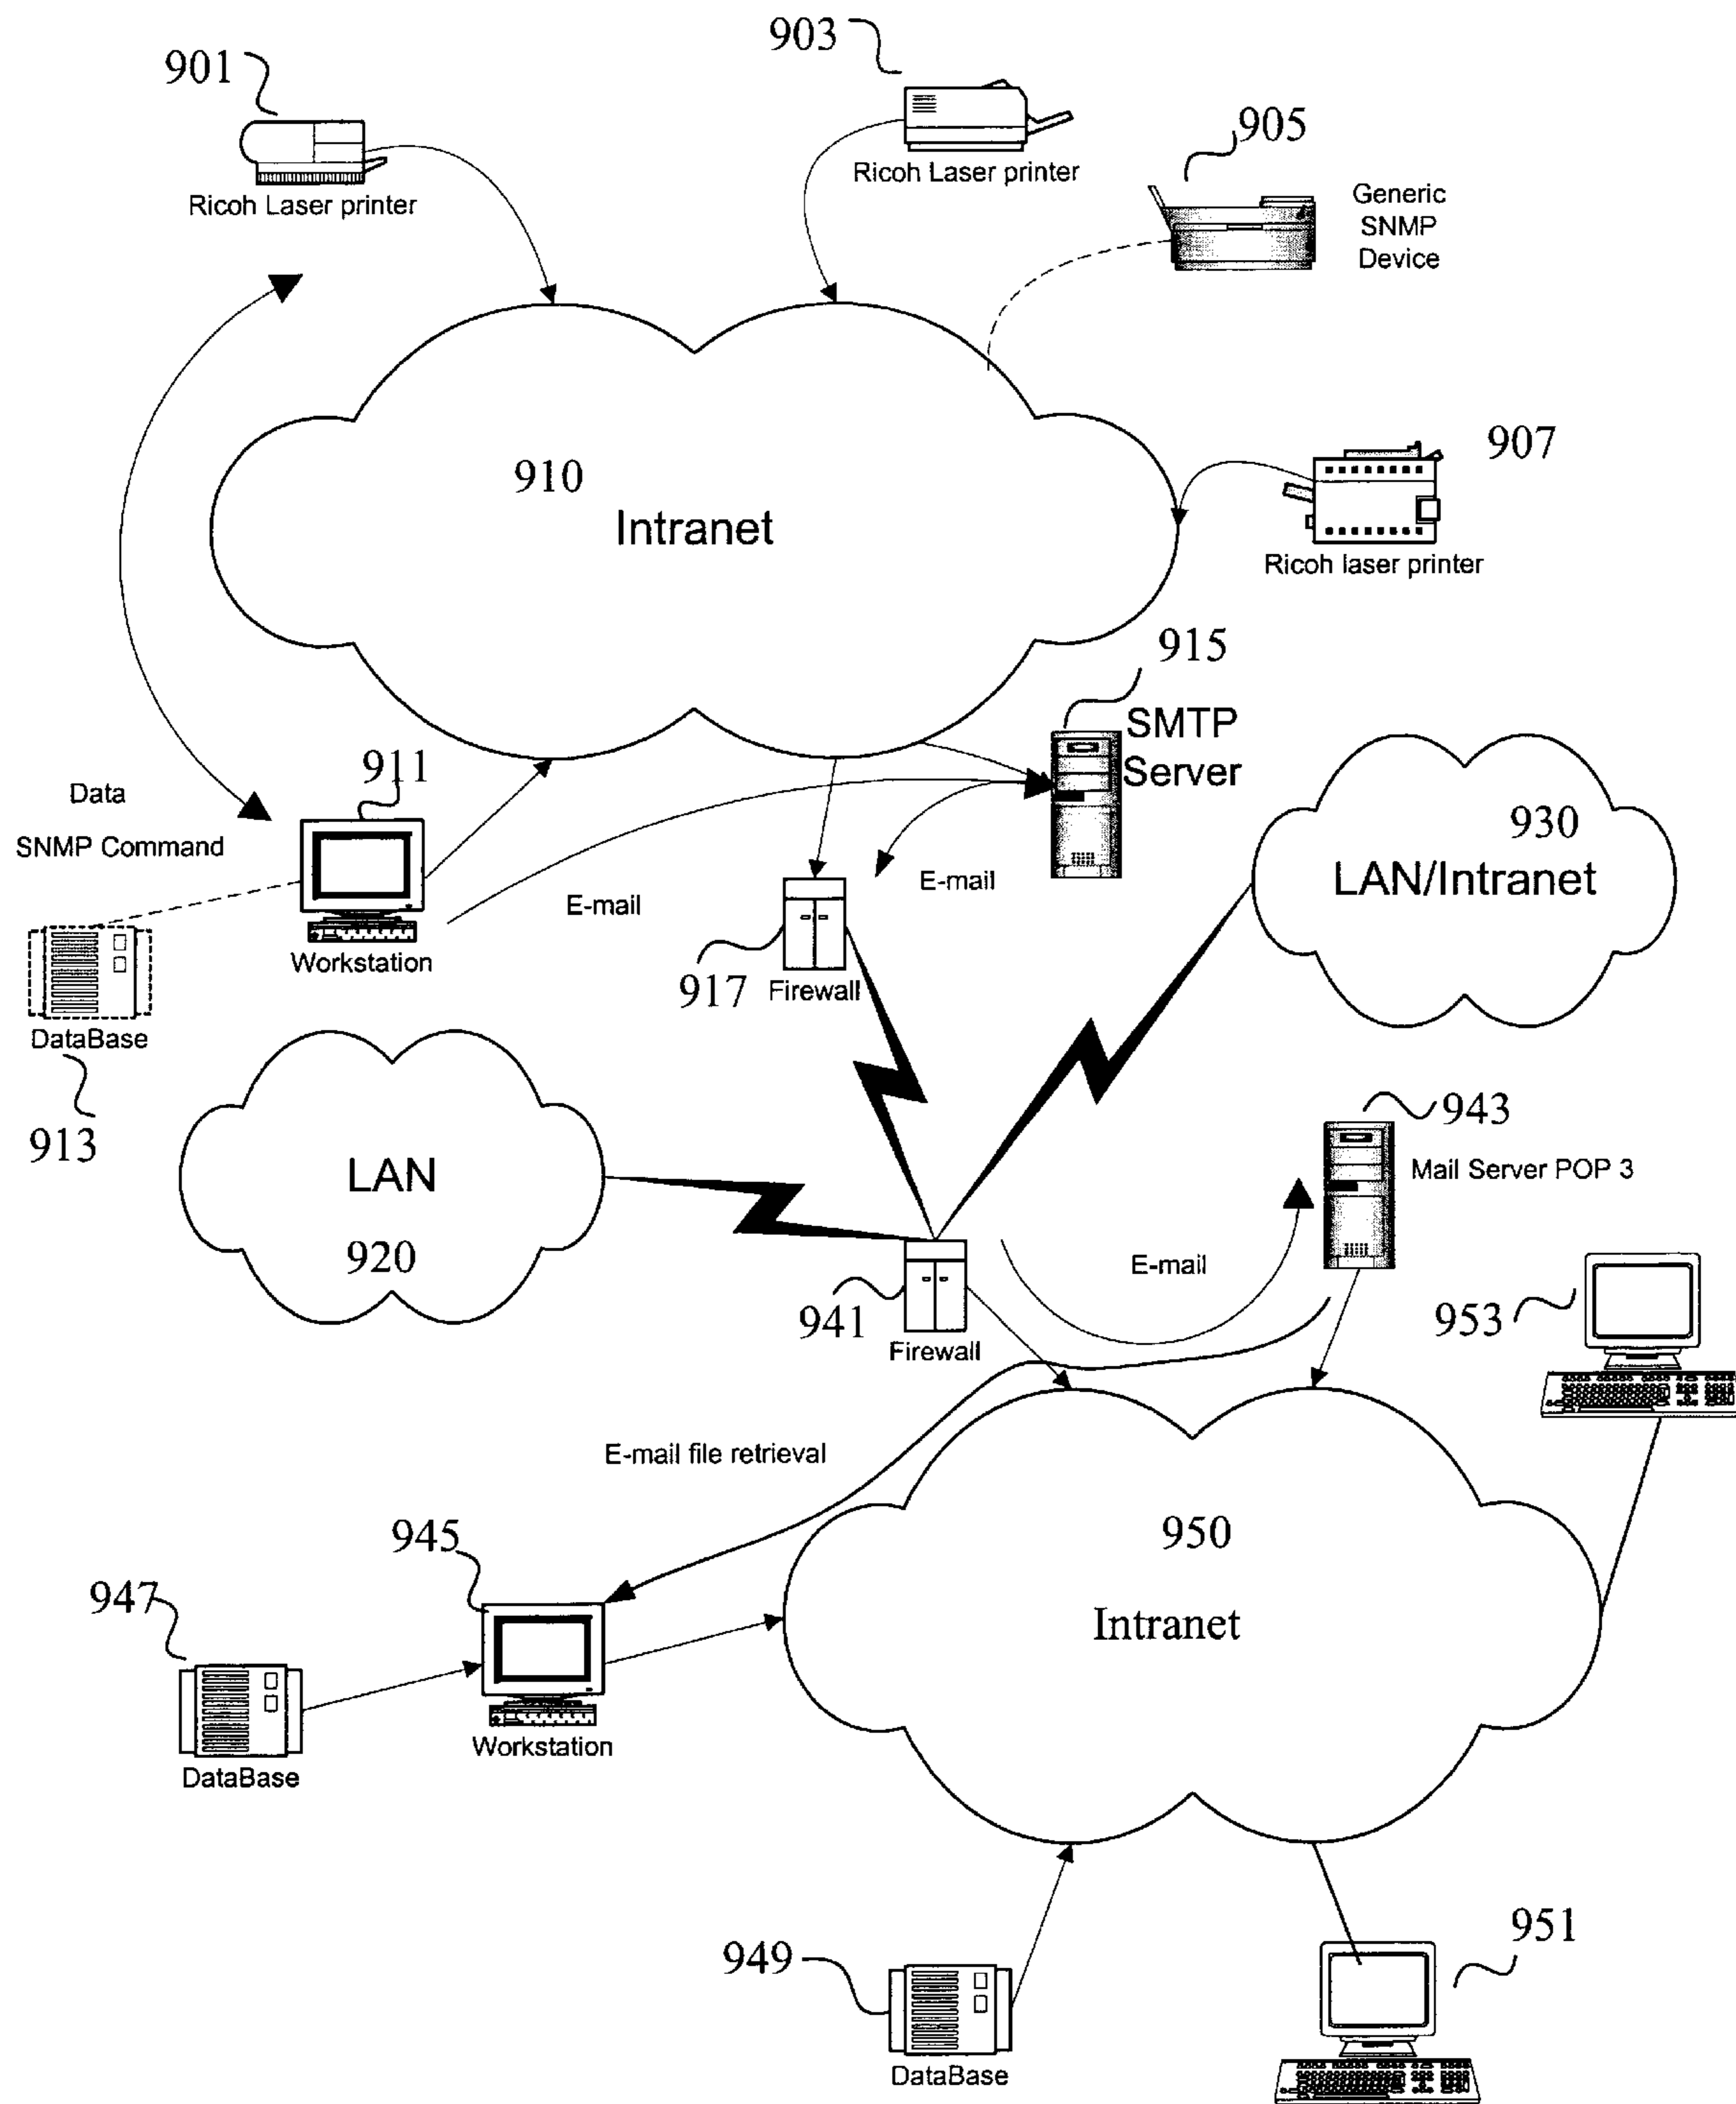 903
901
905
Ricoh Laser printer
Generic
SNMP
Device
Ricoh Laser printer
907
910
Intranet
Ricoh laser printer
915
SMTP
Server
911
Data
SNMP Command
930
LAN/Intranet
E-mail
E-mail
Workstation
917
Firewall
DataBase
913
943
LAN
Mail Server POP 3
920
E-mail
941
Firewall
953
E-mail file retrieval
950
945
947
Intranet
Workstation
DataBase
951
949
DataBase